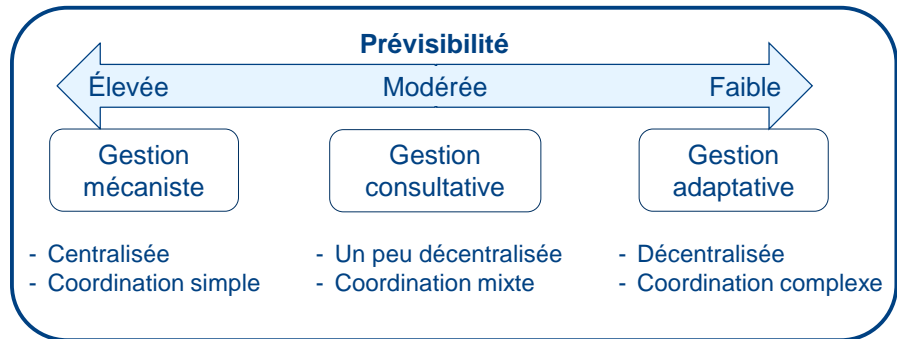 Prévisibilité
Élevée Modérée Faible
Gestion
mécaniste
Gestion
consultative
Gestion
adaptative
- Centralisée
- Coordination simple
- Un peu décentralisée
- Coordination mixte
- Décentralisée
- Coordination complexe